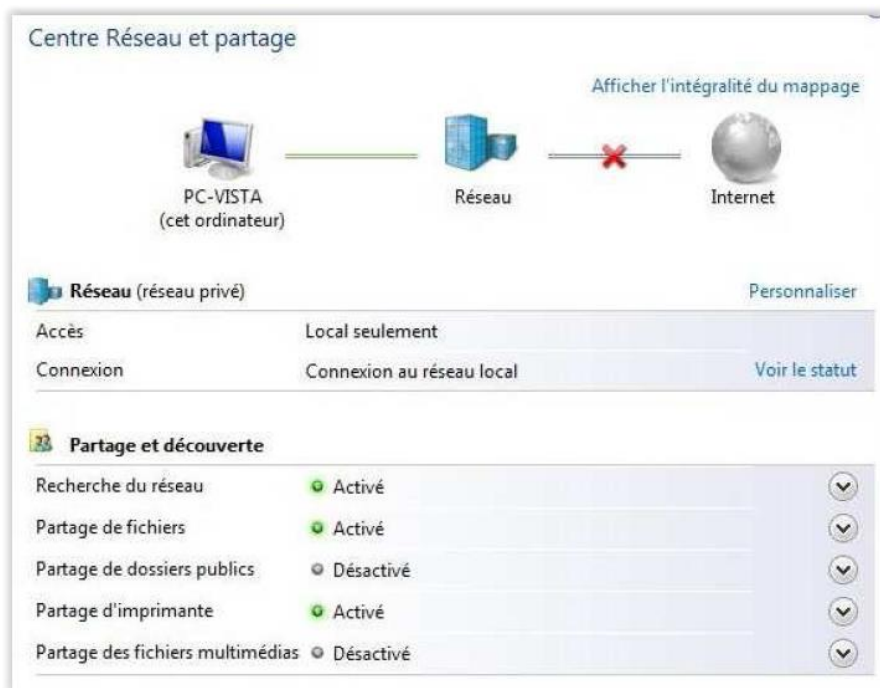 Centre Réseau et partage
Afficher l'intégralité du mappage
PC-VISTA
(cet ordinateur)
Réseau
Internet
Réseau (réseau privé)
Personnaliser
Accès
Local seulement
Connexion
Connexion au réseau local
Voir le statut
Partage et découverte
Recherche du réseau
Activé
Partage de fichiers
Activé
Partage de dossiers publics
Désactivé
Partage d'imprimante
Activé
Partage des fichiers multimédias
Désactivé